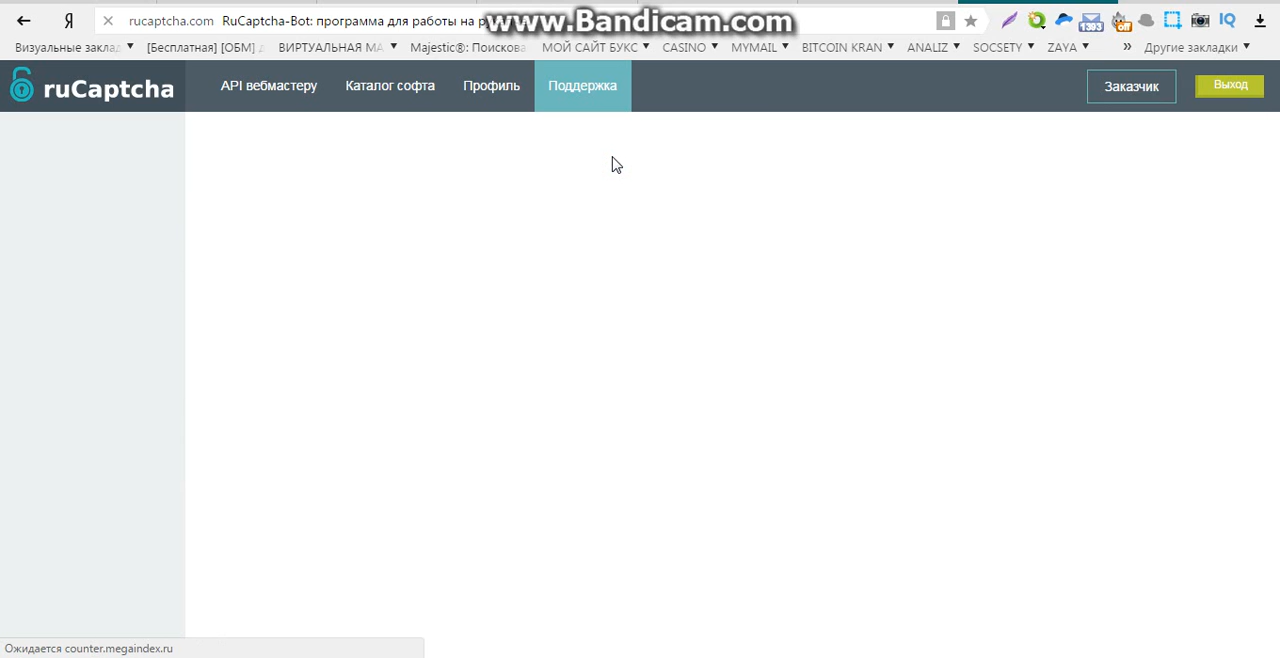 www.Bandicam.com
Я rucaptcha.com RuCaptcha-Bot: программа для работы на
Визуальные заклад [Бесплатная] [ОБМ] ВИРТУАЛЬНАЯ МА Majestic®: Поискова МОЙ САЙТ БУКС CASINO MYMAIL BITCOIN KRAN ANALIZ SOCSETY ZAYA » Другие закладки
ruCaptcha API вебмастеру Каталог софта Профиль Поддержка Заказчик Выход
Ожидается counter.megaindex.ru